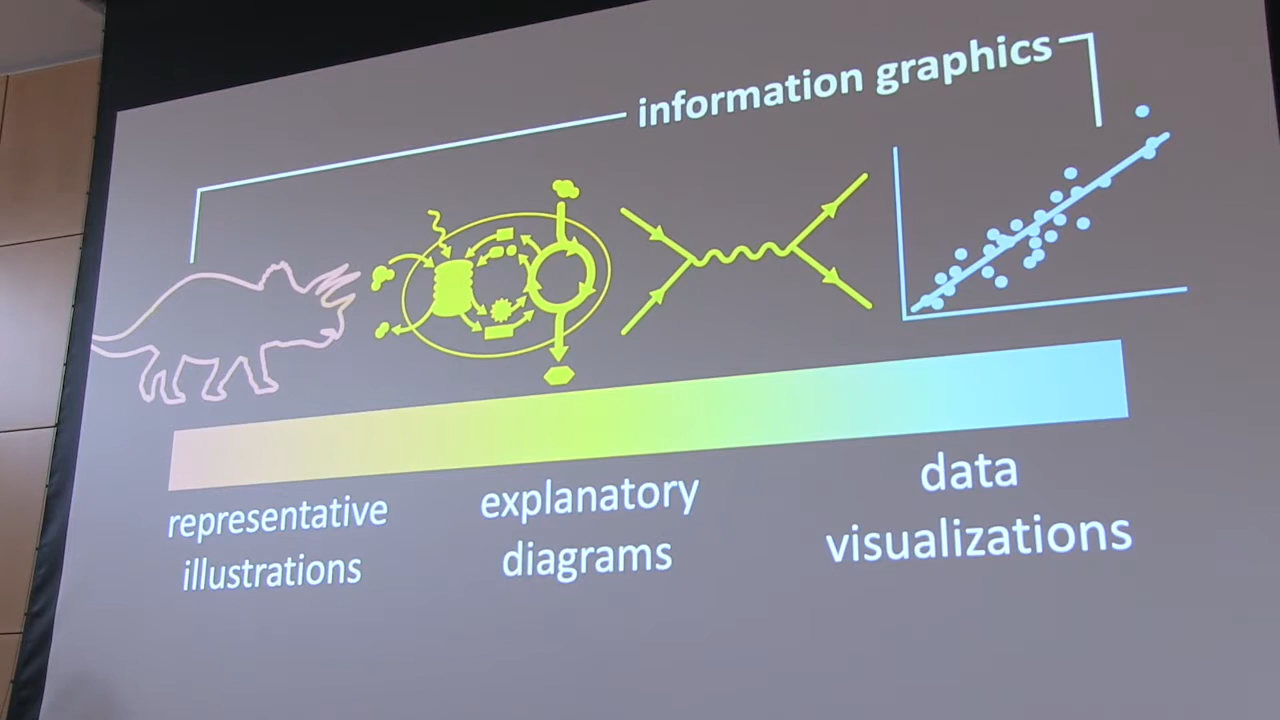 information graphics
representative
illustrations
explanatory
diagrams
data
visualizations